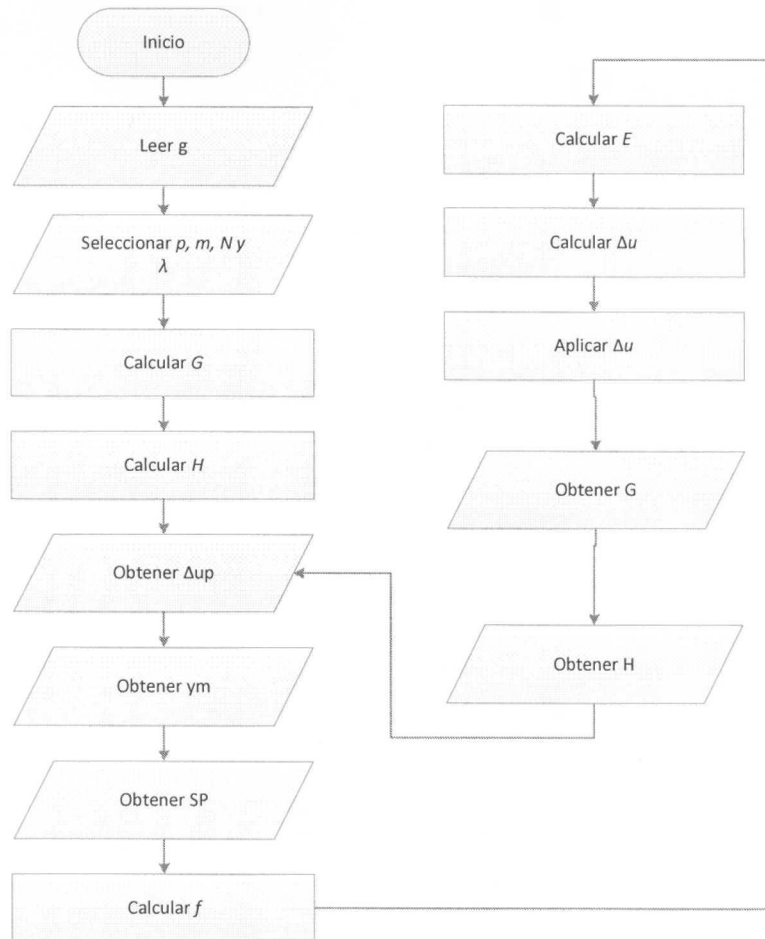 Inicio
Leer g
Seleccionar p, m, N y
λ
Calcular G
Calcular H
Obtener Δup
Obtener ym
Obtener SP
Calcular f
Calcular E
Calcular Δu
Aplicar Δu
Obtener G
Obtener H